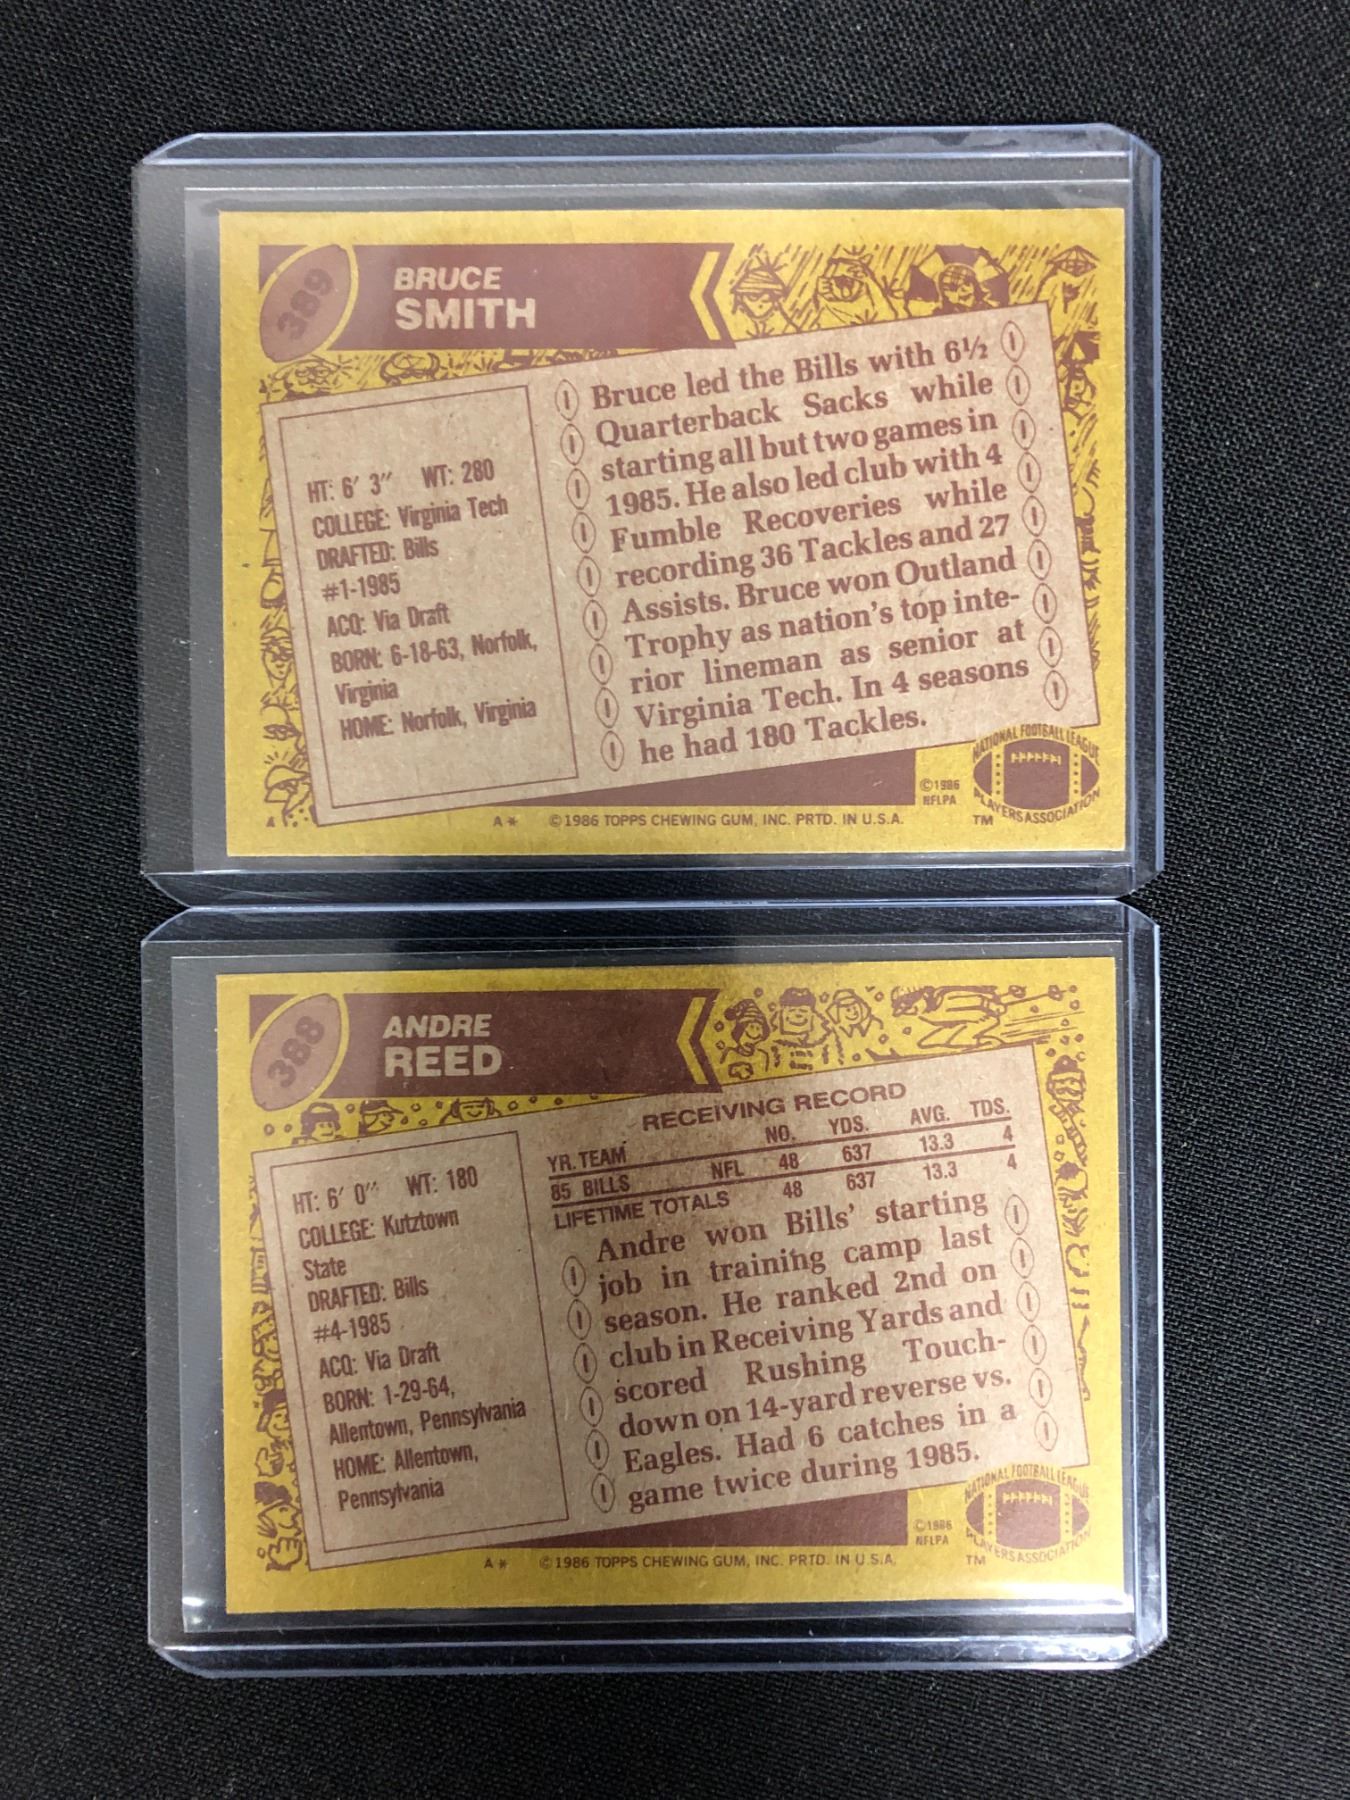 389
BRUCE
SMITH
HT: 6' 3" WT: 280
COLLEGE: Virginia Tech
DRAFTED: Bills
#1-1985
ACQ: Via Draft
BORN: 6-18-63, Norfolk,
Virginia
HOME: Norfolk, Virginia
Bruce led the Bills with 6½
Quarterback Sacks while
starting all but two games in
1985. He also led club with 4
Fumble Recoveries while
recording 36 Tackles and 27
Assists. Bruce won Outland
Trophy as nation's top inte-
rior lineman as senior at
Virginia Tech. In 4 seasons
he had 180 Tackles.
©1986
NFLPA
NATIONAL FOOTBALL LEAGUE
PLAYERS ASSOCIATION
TM
A* ©1986 TOPPS CHEWING GUM, INC. PRTD. IN U.S.A.
388
ANDRE
REED
HT: 6' 0" WT: 180
COLLEGE: Kutztown
State
DRAFTED: Bills
#4-1985
ACQ: Via Draft
BORN: 1-29-64,
Allentown, Pennsylvania
HOME: Allentown,
Pennsylvania
RECEIVING RECORD
YR. TEAM NO. YDS. AVG. TDS.
85 BILLS NFL 48 637 13.3 4
LIFETIME TOTALS 48 637 13.3 4
Andre won Bills' starting
job in training camp last
season. He ranked 2nd on
club in Receiving Yards and
scored Rushing Touch-
down on 14-yard reverse vs.
Eagles. Had 6 catches in a
game twice during 1985.
©1986
NFLPA
NATIONAL FOOTBALL LEAGUE
PLAYERS ASSOCIATION
TM
A* ©1986 TOPPS CHEWING GUM, INC. PRTD. IN U.S.A.